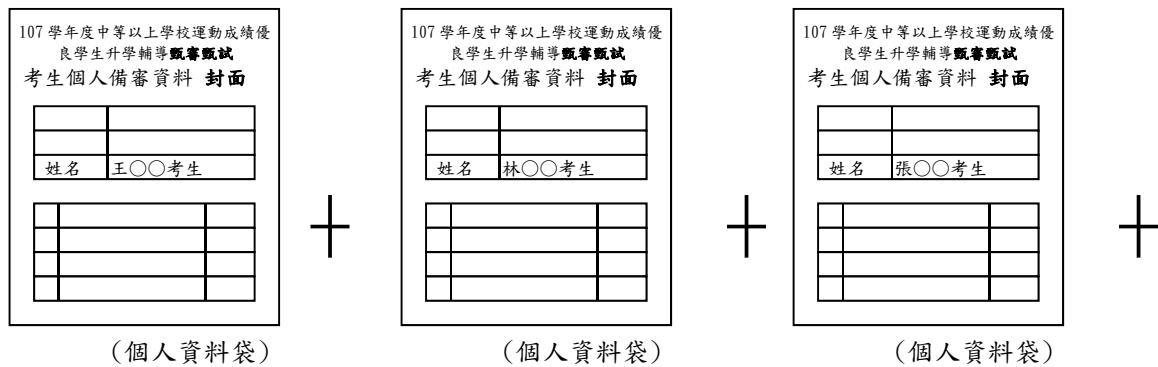 107 學年度中等以上學校運動成績優
良學生升學輔導甄審甄試
考生個人備審資料 封面
姓名 王○○考生
(個人資料袋)
+
107 學年度中等以上學校運動成績優
良學生升學輔導甄審甄試
考生個人備審資料 封面
姓名 林○○考生
(個人資料袋)
+
107 學年度中等以上學校運動成績優
良學生升學輔導甄審甄試
考生個人備審資料 封面
姓名 張○○考生
(個人資料袋)
+